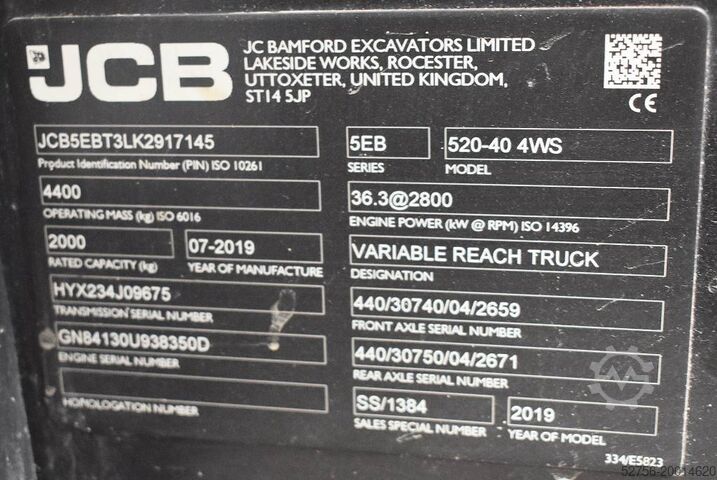 JCB
JC BAMFORD EXCAVATORS LIMITED
LAKESIDE WORKS, ROCESTER,
UTTOXETER, UNITED KINGDOM,
ST14 5JP
CE
JCB5EBT3LK2917145
Product Identification Number (PIN) ISO 10261
5EB
SERIES
520-40 4WS
MODEL
4400
OPERATING MASS (kg) ISO 6016
36.3@2800
ENGINE POWER (kW @ RPM) ISO 14396
2000
RATED CAPACITY (kg)
07-2019
YEAR OF MANUFACTURE
VARIABLE REACH TRUCK
DESIGNATION
HYX234J09675
TRANSMISSION SERIAL NUMBER
440/30740/04/2659
FRONT AXLE SERIAL NUMBER
GN84130U938350D
ENGINE SERIAL NUMBER
440/30750/04/2671
REAR AXLE SERIAL NUMBER
HOMOLOGATION NUMBER
SS/1384
SALES SPECIAL NUMBER
2019
YEAR OF MODEL
334/E5823
52756-20014620